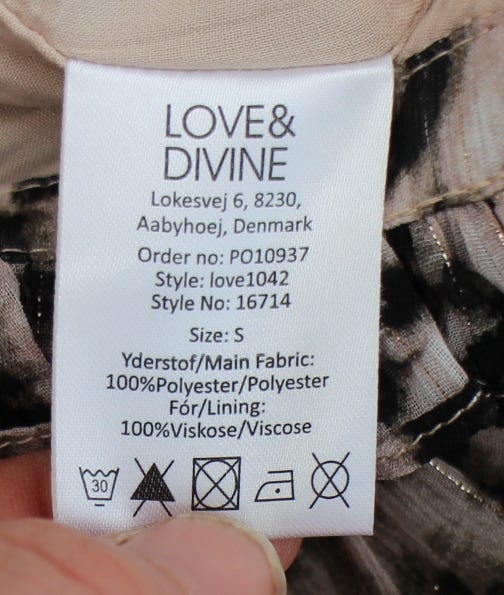 LOVE&
DIVINE
Lokesvej 6, 8230,
Aabyhoej, Denmark
Order no: PO10937
Style: love1042
Style No: 16714
Size: S
Yderstof/Main Fabric:
100%Polyester/Polyester
Fór/Lining:
100%Viskose/Viscose
30